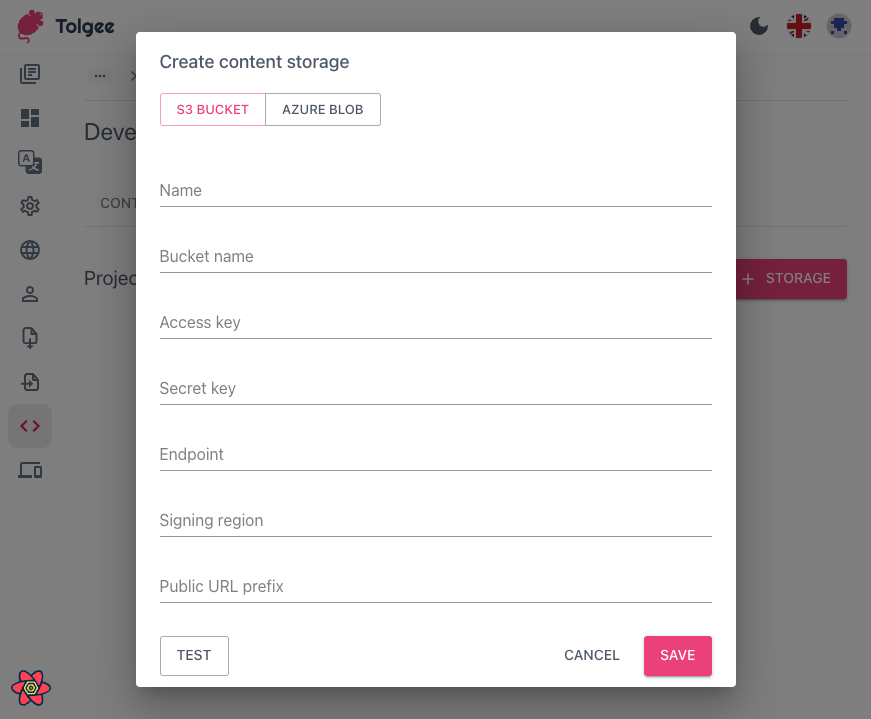 Tolgee
Create content storage
S3 BUCKET
AZURE BLOB
Deve
CONT
Name
Bucket name
Projec
STORAGE
Access key
Secret key
Endpoint
Signing region
Public URL prefix
TEST
CANCEL
SAVE